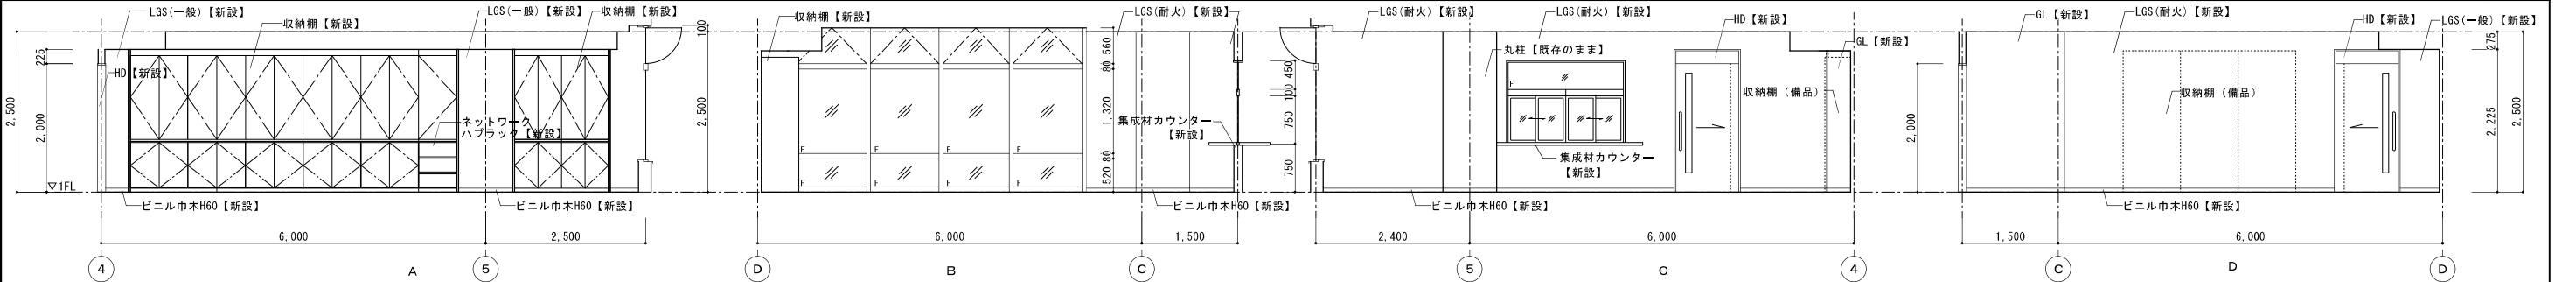 LGS(一般)【新設】
収納棚【新設】
LGS(一般)【新設】
収納棚【新設】
100
225
HD【新設】
2,500
2,000
2,500
ネットワーク
ハブラック【新設】
▽1FL
ビニル巾木H60【新設】
ビニル巾木H60【新設】
6,000
2,500
4
A
5
収納棚【新設】
LGS(耐火)【新設】
560
80
1,320
80
520
F
F
F
F
F
F
F
F
集成材カウンター
【新設】
ビニル巾木H60【新設】
6,000
1,500
D
B
C
LGS(耐火)【新設】
LGS(耐火)【新設】
HD【新設】
GL【新設】
丸柱【既存のまま】
450
100
750
750
F
収納棚(備品)
集成材カウンター
【新設】
ビニル巾木H60【新設】
2,400
6,000
5
C
4
GL【新設】
LGS(耐火)【新設】
HD【新設】
LGS(一般)【新設】
275
2,000
収納棚(備品)
2,225
2,500
ビニル巾木H60【新設】
1,500
6,000
C
D
D